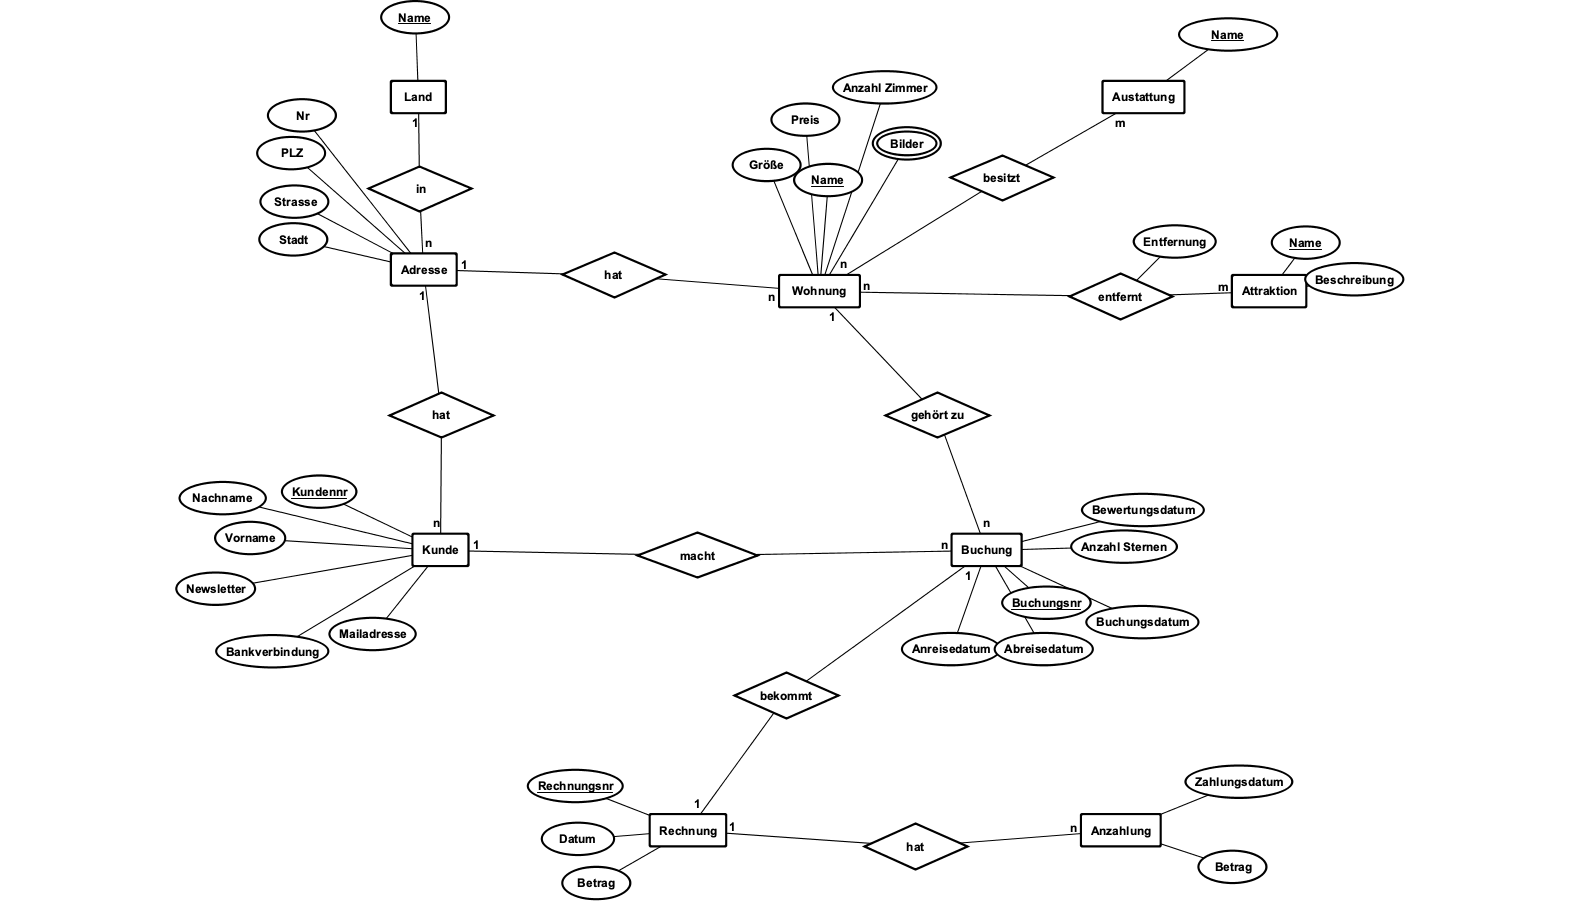 Name
Name
Anzahl Zimmer
Land
Austattung
Nr
Preis
1
m
Bilder
PLZ
Größe
Name
besitzt
in
Strasse
Stadt
n
Entfernung
Name
Adresse
1
hat
n
Wohnung
n
Beschreibung
m
Attraktion
entfernt
1
n
1
hat
gehört zu
Nachname
Kundennr
Bewertungsdatum
n
n
Vorname
Kunde
1
macht
n
Buchung
Anzahl Sternen
1
Newsletter
Buchungsnr
Buchungsdatum
Mailadresse
Bankverbindung
Anreisedatum
Abreisedatum
bekommt
Rechnungsnr
Zahlungsdatum
1
Rechnung
1
n
Anzahlung
Datum
hat
Betrag
Betrag